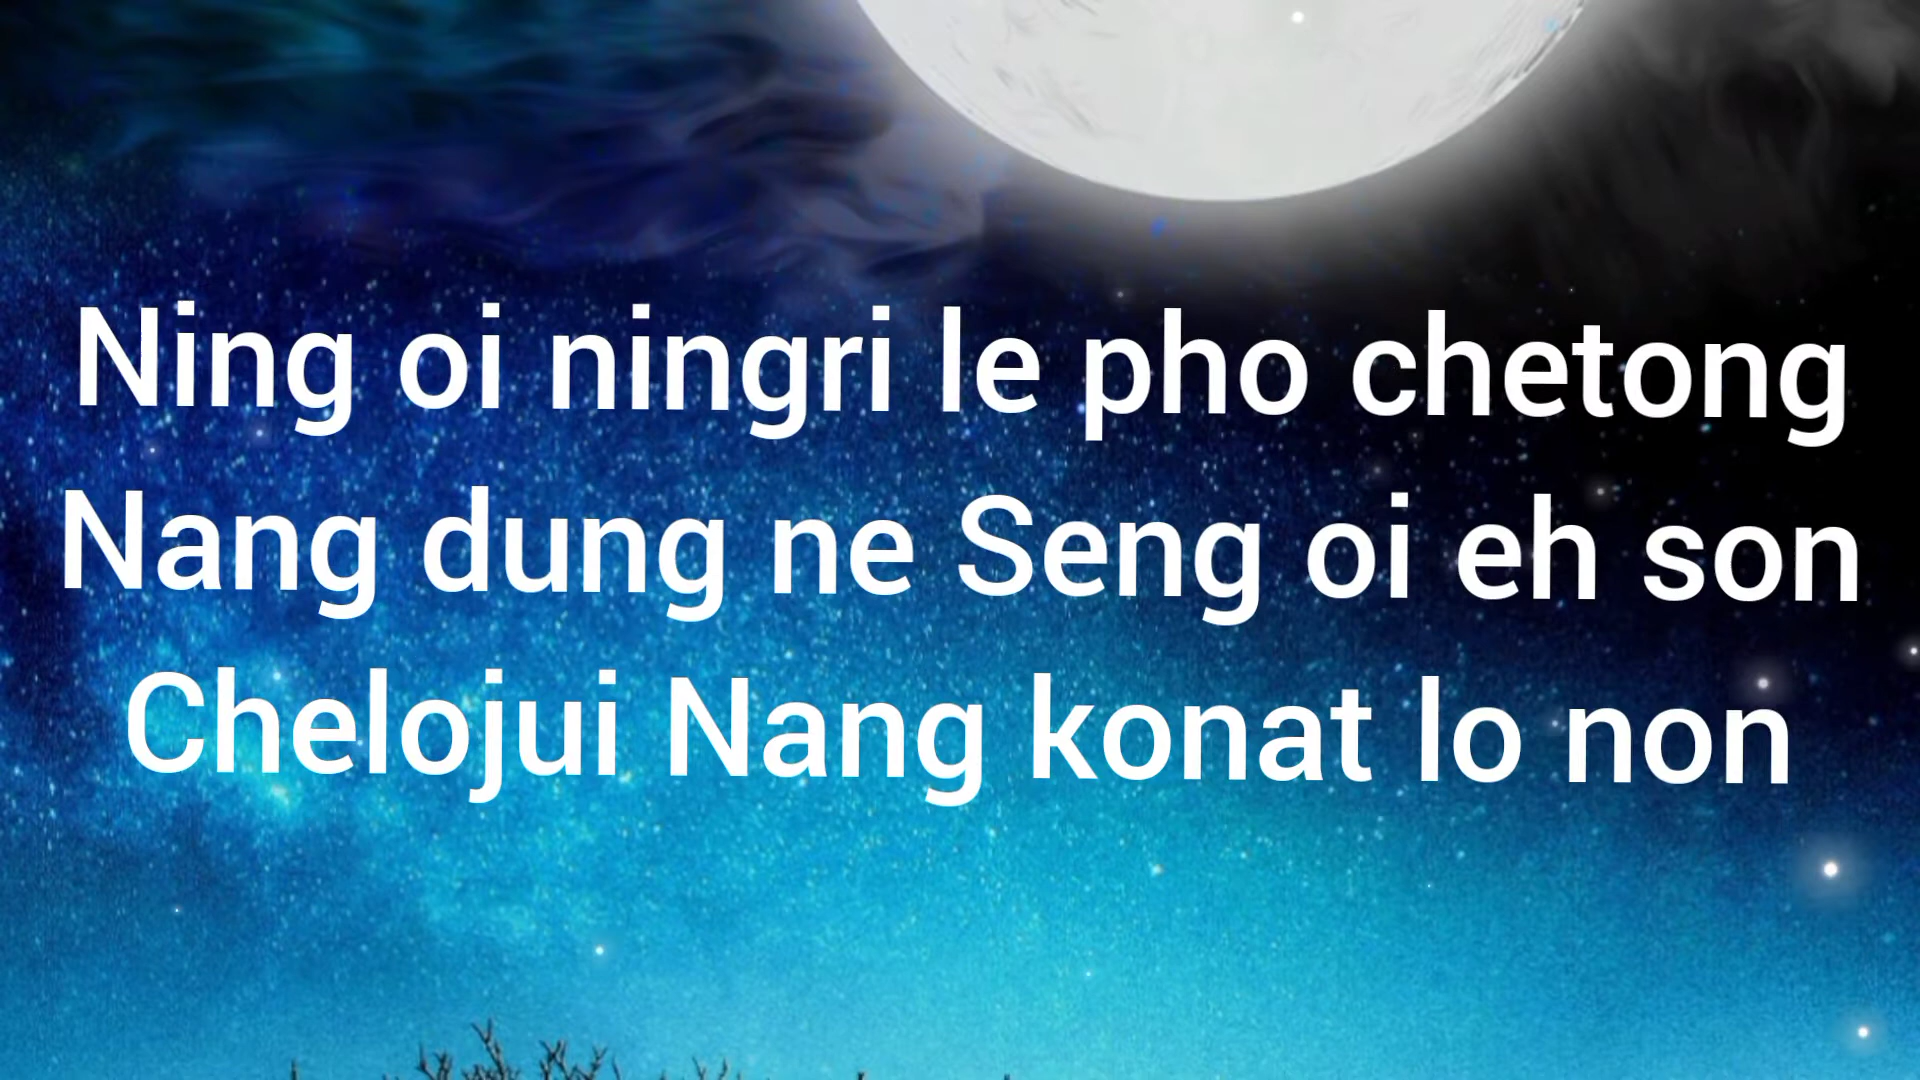 Ning oi ningri le pho chetong
Nang dung ne Seng oi eh son
Chelojui Nang konat lo non